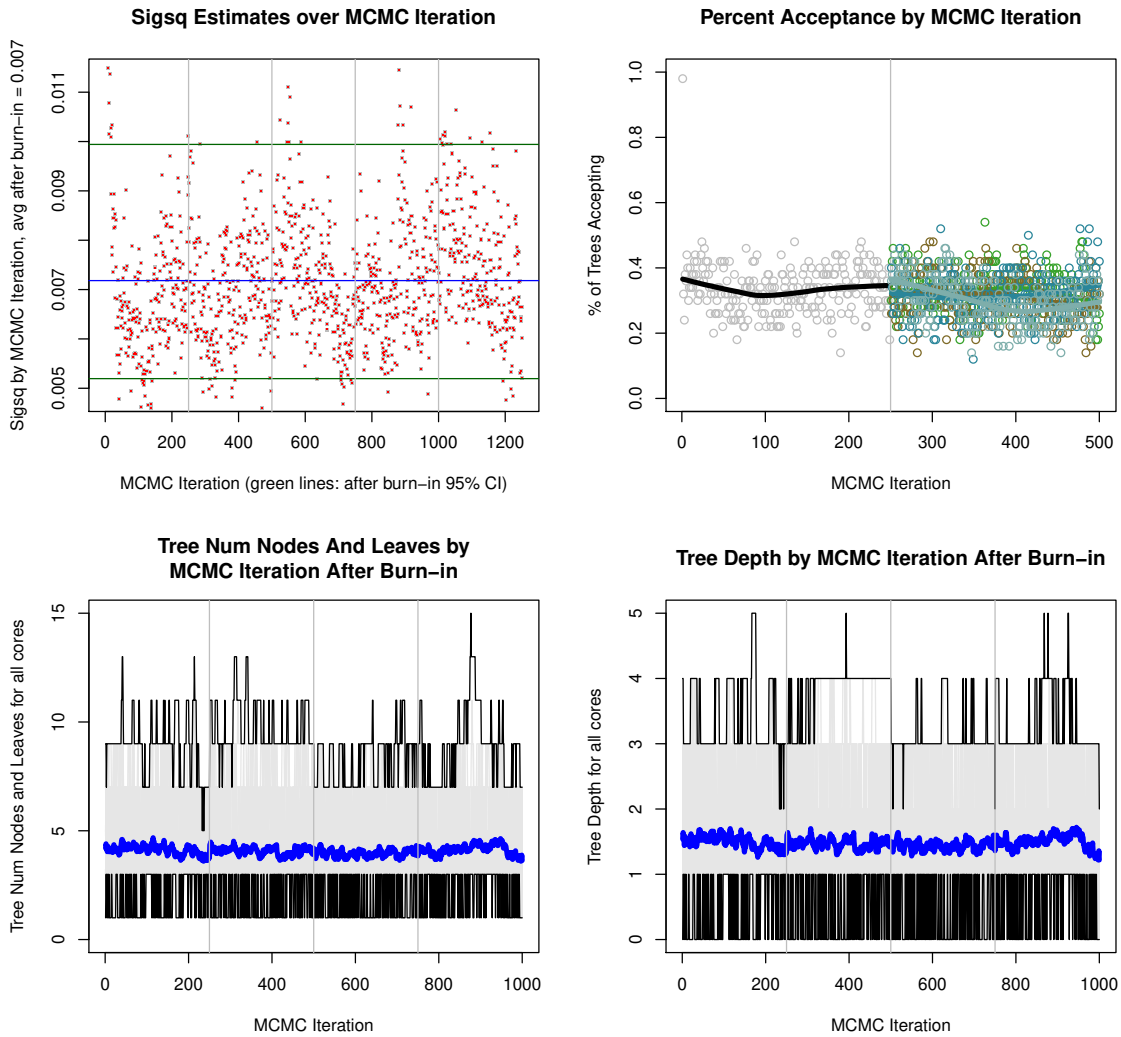 Sigsq Estimates over MCMC Iteration
Sigsq by MCMC Iteration, avg after burn−in = 0.007
0.011
0.009
0.007
0.005
0 200 400 600 800 1000 1200
MCMC Iteration (green lines: after burn−in 95% CI)
Percent Acceptance by MCMC Iteration
% of Trees Accepting
1.0
0.8
0.6
0.4
0.2
0.0
0 100 200 300 400 500
MCMC Iteration
Tree Num Nodes And Leaves by
MCMC Iteration After Burn−in
Tree Num Nodes and Leaves for all cores
15
10
5
0
0 200 400 600 800 1000
MCMC Iteration
Tree Depth by MCMC Iteration After Burn−in
Tree Depth for all cores
5
4
3
2
1
0
0 200 400 600 800 1000
MCMC Iteration